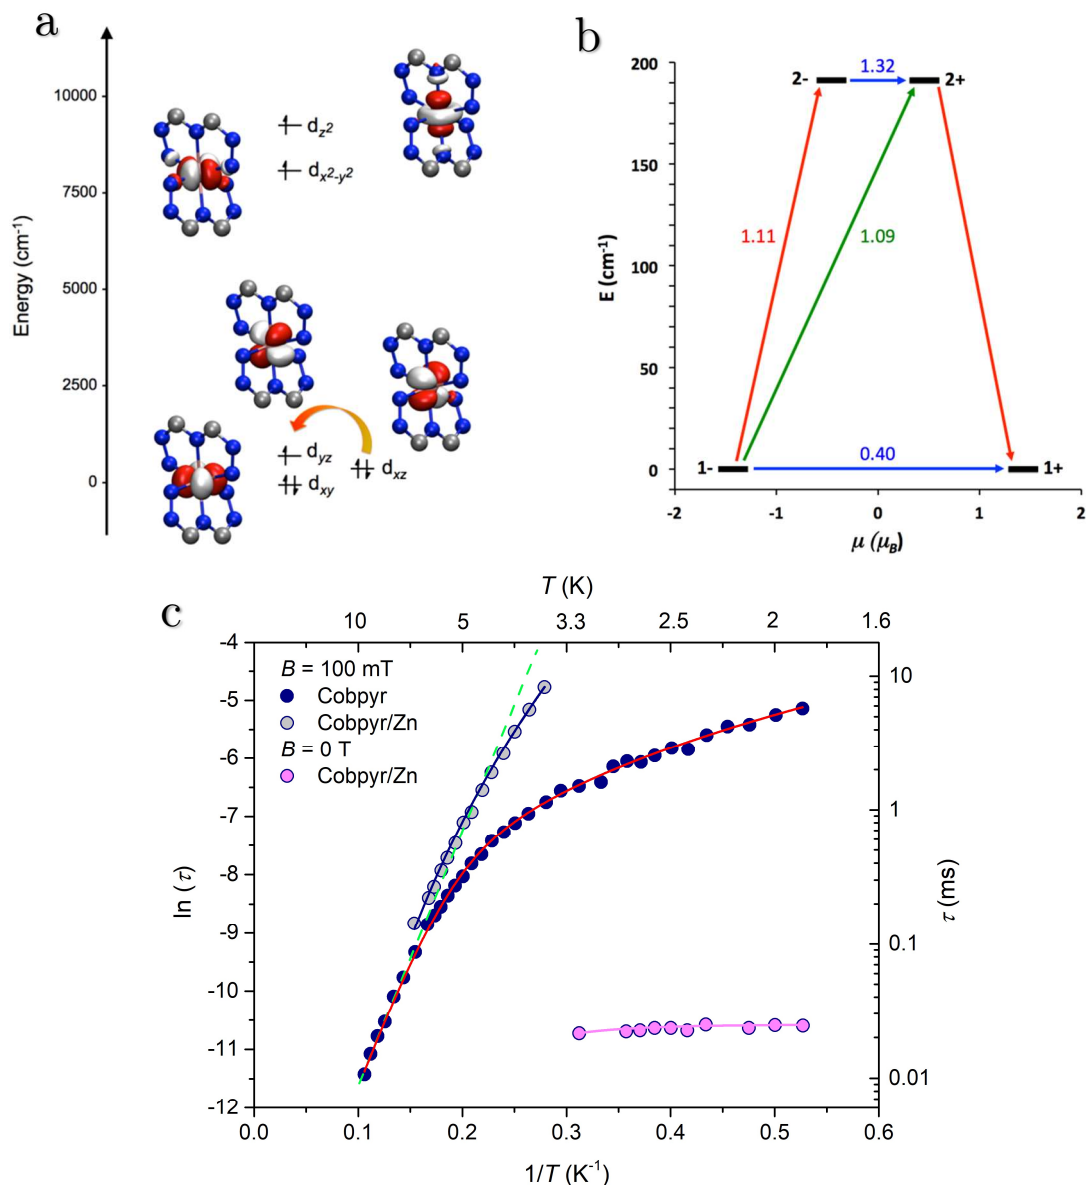 a
Energy (cm⁻¹)
10000
7500
5000
2500
0
d_z²
d_x²-y²
d_yz
d_xz
d_xy
b
E (cm⁻¹)
200
150
100
50
0
2-
1.32
2+
1.11
1.09
1-
0.40
1+
-2
-1
0
1
2
μ (μ_B)
c
T (K)
10
5
3.3
2.5
2
1.6
ln (τ)
-4
-5
-6
-7
-8
-9
-10
-11
-12
B = 100 mT
Cobpyr
Cobpyr/Zn
B = 0 T
Cobpyr/Zn
10
1
0.1
0.01
τ (ms)
0.0
0.1
0.2
0.3
0.4
0.5
0.6
1/T (K⁻¹)